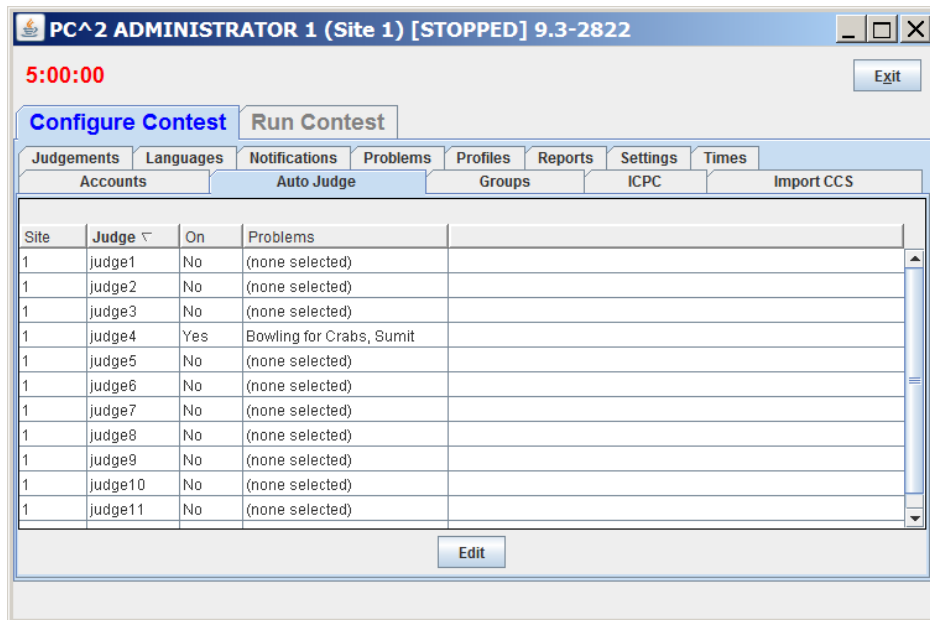 PC^2 ADMINISTRATOR 1 (Site 1) [STOPPED] 9.3-2822
5:00:00 Exit
Configure Contest Run Contest
Judgements Languages Notifications Problems Profiles Reports Settings Times
Accounts Auto Judge Groups ICPC Import CCS
Site Judge On Problems
1 judge1 No (none selected)
1 judge2 No (none selected)
1 judge3 No (none selected)
1 judge4 Yes Bowling for Crabs, Sumit
1 judge5 No (none selected)
1 judge6 No (none selected)
1 judge7 No (none selected)
1 judge8 No (none selected)
1 judge9 No (none selected)
1 judge10 No (none selected)
1 judge11 No (none selected)
Edit